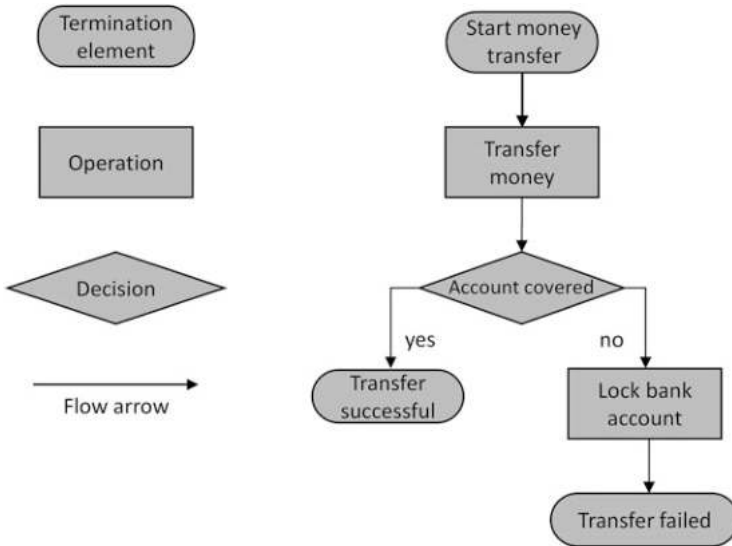 Termination
element
Operation
Decision
Flow arrow
Start money
transfer
Transfer
money
Account covered
yes
no
Transfer
successful
Lock bank
account
Transfer failed